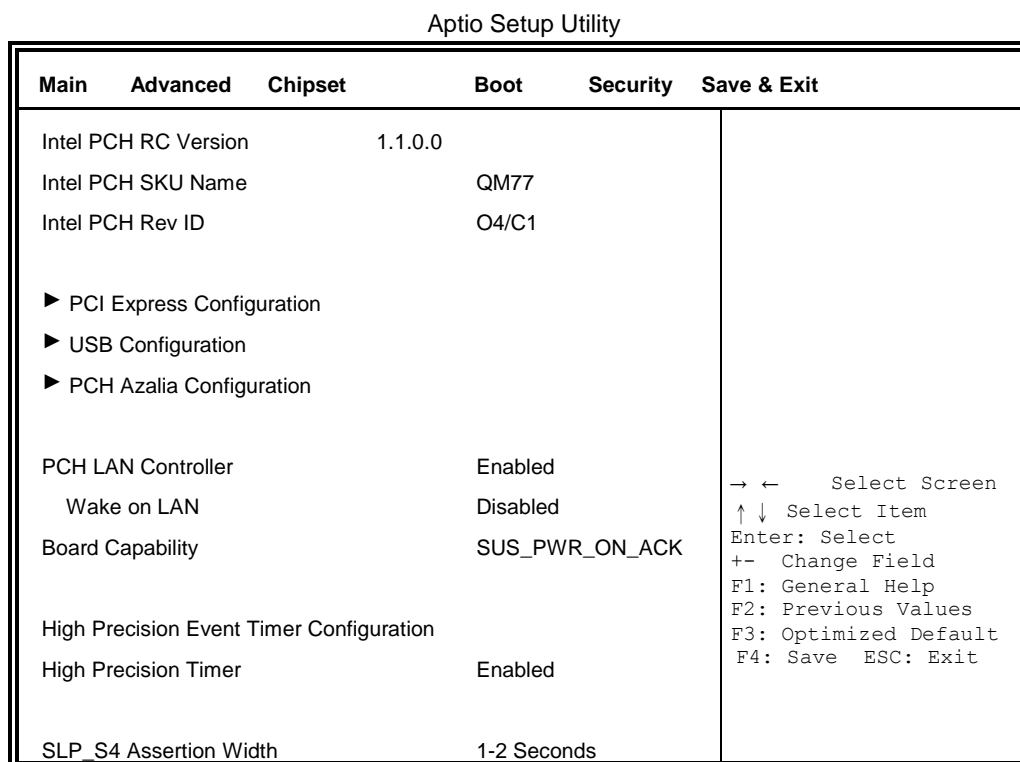 Aptio Setup Utility
Main Advanced Chipset Boot Security Save & Exit
Intel PCH RC Version 1.1.0.0
Intel PCH SKU Name QM77
Intel PCH Rev ID O4/C1
► PCI Express Configuration
► USB Configuration
► PCH Azalia Configuration
PCH LAN Controller Enabled
Wake on LAN Disabled
Board Capability SUS_PWR_ON_ACK
High Precision Event Timer Configuration
High Precision Timer Enabled
SLP_S4 Assertion Width 1-2 Seconds
→ ← Select Screen
↑ ↓ Select Item
Enter: Select
+- Change Field
F1: General Help
F2: Previous Values
F3: Optimized Default
F4: Save ESC: Exit